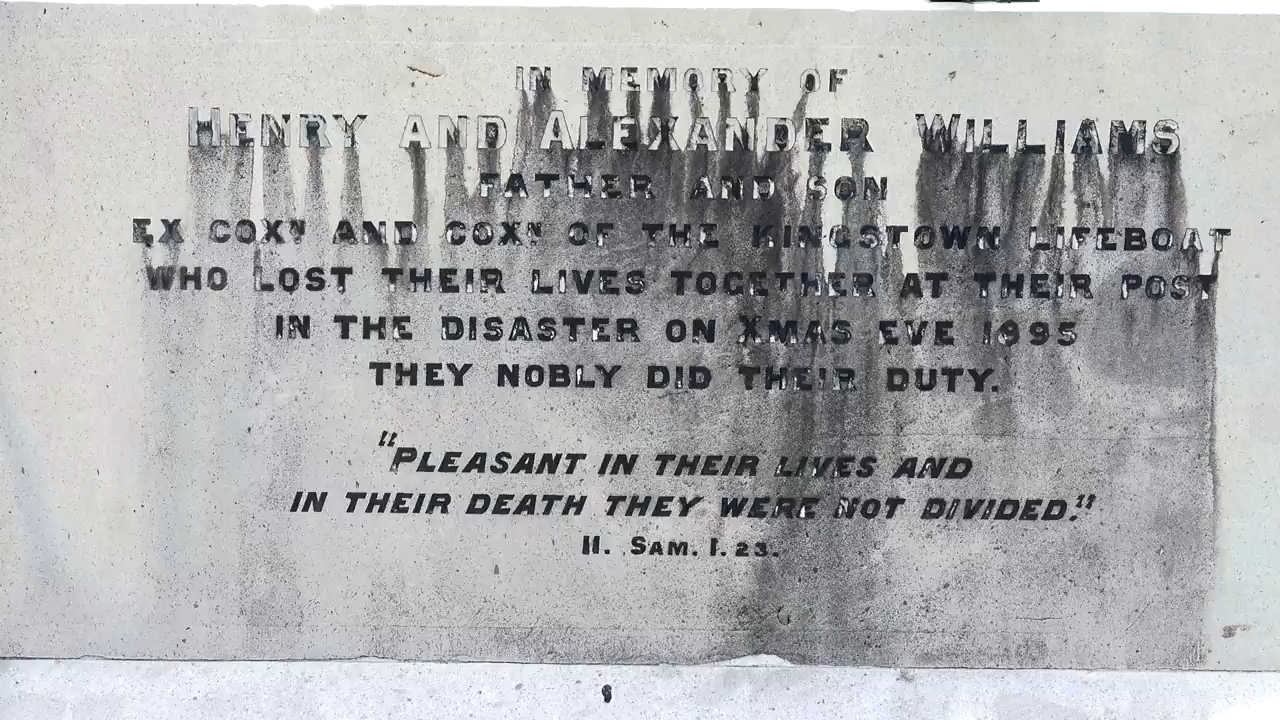 IN MEMORY OF
HENRY AND ALEXANDER WILLIAMS
FATHER AND SON
EX COXN AND COXN OF THE KINGSTOWN LIFEBOAT
WHO LOST THEIR LIVES TOGETHER AT THEIR POST
IN THE DISASTER ON XMAS EVE 1895
THEY NOBLY DID THEIR DUTY.
"PLEASANT IN THEIR LIVES AND
IN THEIR DEATH THEY WERE NOT DIVIDED."
II. SAM. I. 23.